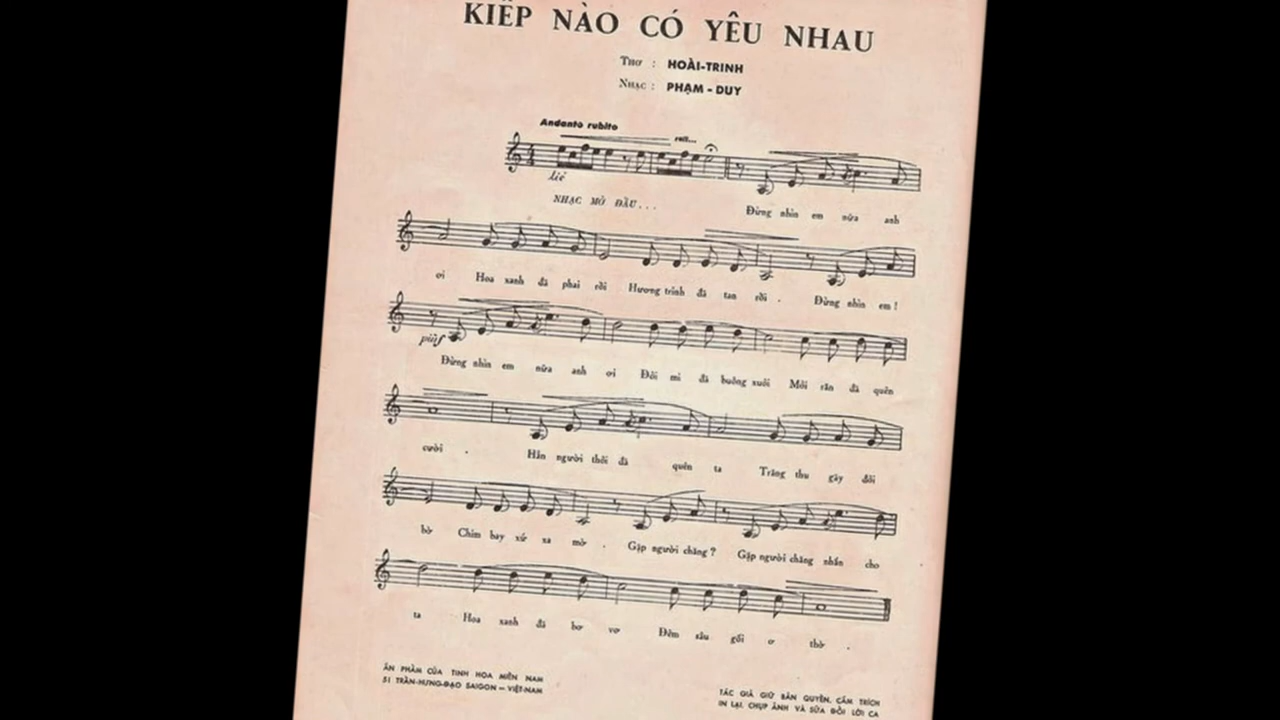 KIẾP NÀO CÓ YÊU NHAU
THƠ : HOÀI-TRINH
NHẠC : PHẠM - DUY
Andante rubito
rall...
NHẠC MỞ ĐẦU...
Đừng nhìn em nữa anh
ơi Hoa xanh đã phai rồi Hương trinh đã tan rồi . Đừng nhìn em !
Đừng nhìn em nữa anh ơi Đôi mi đã buông xuôi Môi răn đã quên
cười . Hẳn người thôi đã quên ta Trăng thu gãy đôi
bờ Chim bay xứ xa mờ . Gặp người chăng ? Gặp người chăng nhắn cho
ta Hoa xanh đã bơ vơ Đêm sâu gối ơ thờ .
ẤN PHẨM CỦA TINH HOA MIỀN NAM
51 TRẦN-HƯNG-ĐẠO SAIGON — VIỆT-NAM
TÁC GIẢ GIỮ BẢN QUYỀN, CẤM TRÍCH
IN LẠI, CHỤP ẢNH VÀ SỬA ĐỔI LỜI CA